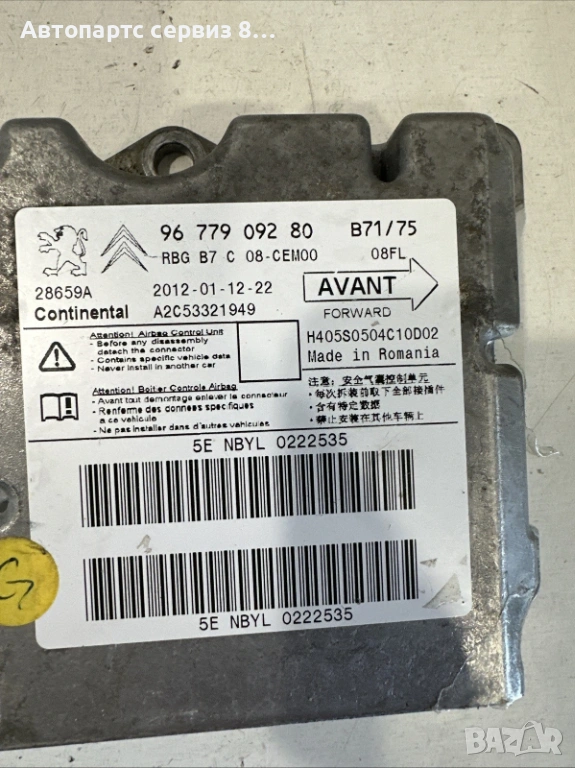 Автопартс сервиз 8...
96 779 092 80 B71/75
RBG B7 C 08-CEM00 08FL
28659A 2012-01-12-22 AVANT
Continental A2C53321949 FORWARD
Attention! Airbag Control Unit
- Before any disassembly
detach the connector
- Contains specific vehicle data
- Never install in another car
H405S0504C10D02
Made in Romania
Attention! Boitier Controle Airbag
- Avant tout demontage enlever le connecteur
- Renferme des donnees specifiques
a ce vehicule
- Ne pas installer dans d'autres vehicules
注意: 安全气囊控制单元
• 每次拆装前取下全部接插件
• 含有特定数据
• 禁止安装在其他车辆上
5E NBYL 0222535
5E NBYL 0222535
G
BAZAR